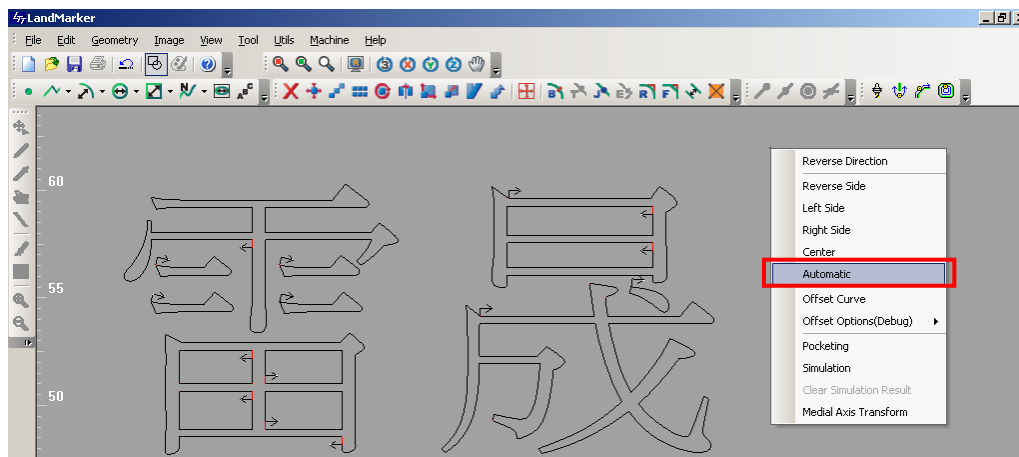 LandMarker
File Edit Geometry Image View Tool Utils Machine Help
60
55
50
雷晟
Reverse Direction
Reverse Side
Left Side
Right Side
Center
Automatic
Offset Curve
Offset Options(Debug)
Pocketing
Simulation
Clear Simulation Result
Medial Axis Transform